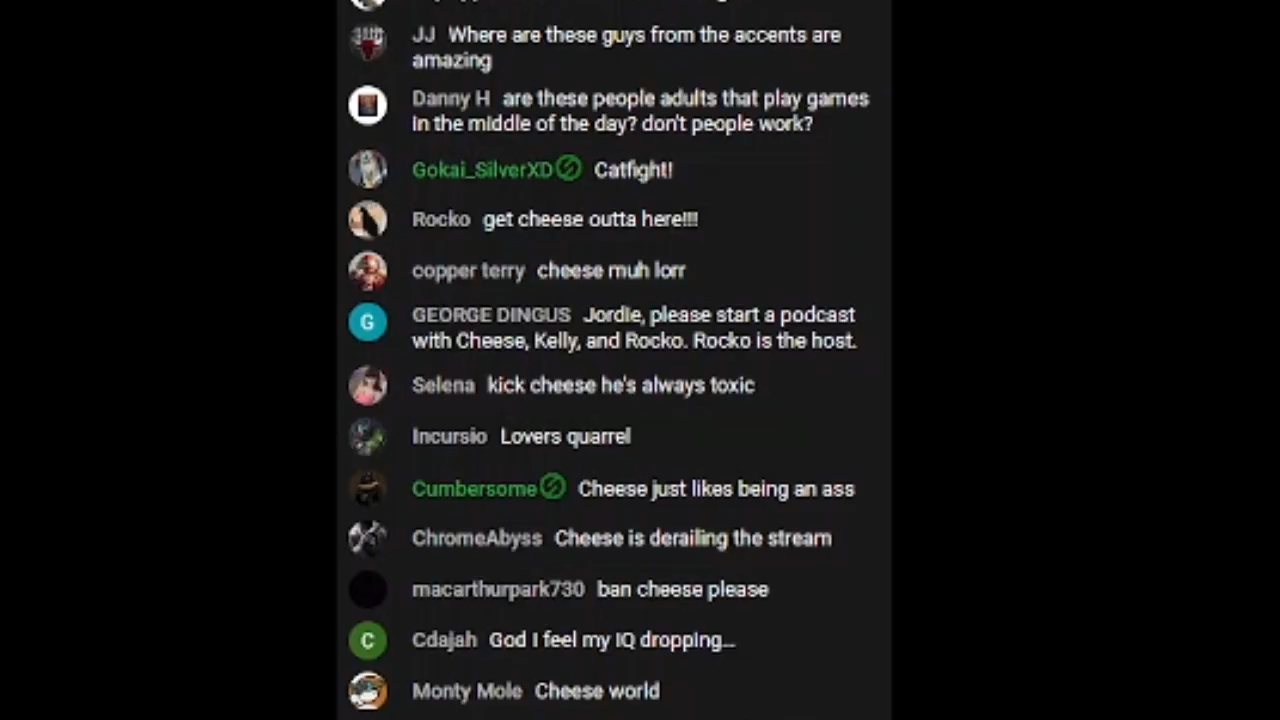 JJ Where are these guys from the accents are
amazing
Danny H are these people adults that play games
in the middle of the day? don't people work?
Gokai_SilverXD Catfight!
Rocko get cheese outta here!!!
copper terry cheese muh lorr
G GEORGE DINGUS Jordie, please start a podcast
with Cheese, Kelly, and Rocko. Rocko is the host.
Selena kick cheese he's always toxic
Incursio Lovers quarrel
Cumbersome Cheese just likes being an ass
ChromeAbyss Cheese is derailing the stream
macarthurpark730 ban cheese please
C Cdajah God I feel my IQ dropping...
Monty Mole Cheese world